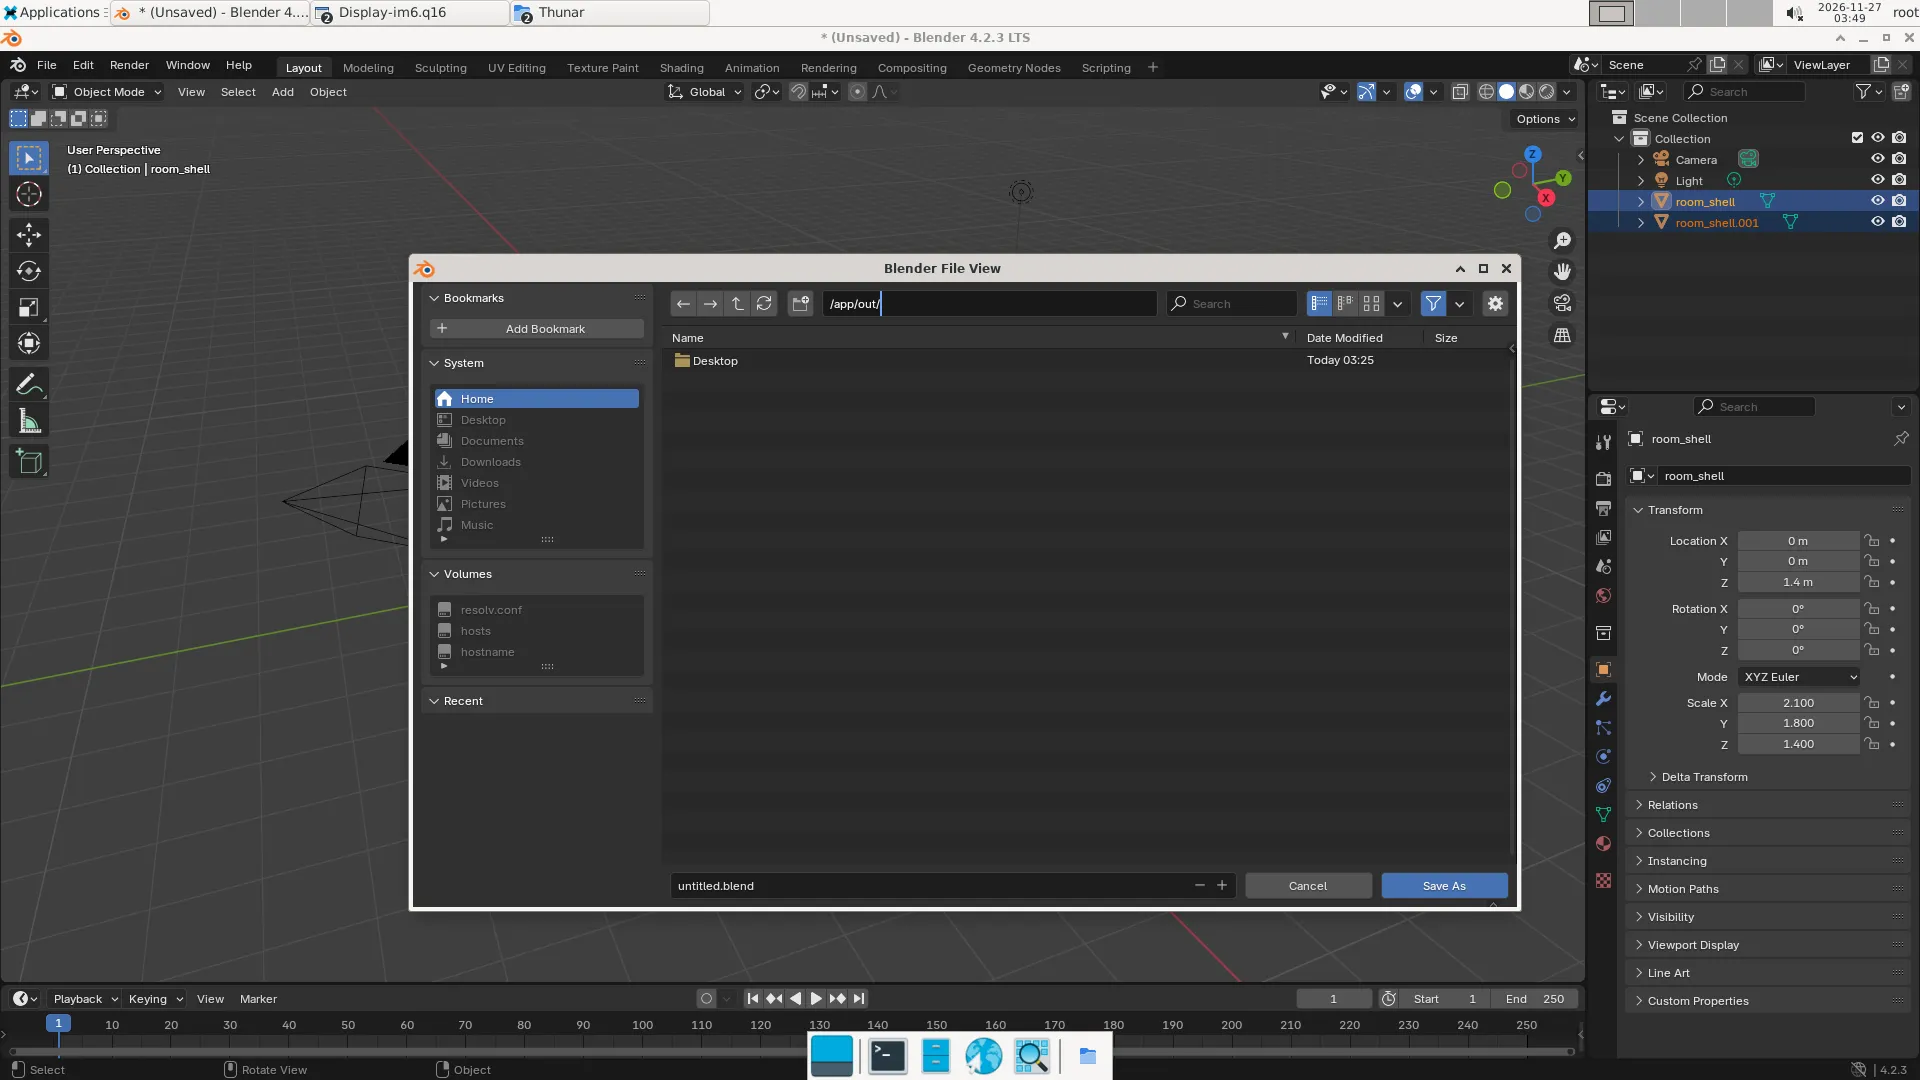 Applications
* (Unsaved) - Blender 4....
2
Display-im6.q16
2
Thunar
2026-11-27
03:49
root
* (Unsaved) - Blender 4.2.3 LTS
File Edit Render Window Help
Layout Modeling Sculpting UV Editing Texture Paint Shading Animation Rendering Compositing Geometry Nodes Scripting
Scene
ViewLayer
Object Mode View Select Add Object
Global
Search
Options
Scene Collection
Collection
Camera
Light
room_shell
room_shell.001
User Perspective
(1) Collection | room_shell
Z
Y
X
Blender File View
Bookmarks
Add Bookmark
System
Home
Desktop
Documents
Downloads
Videos
Pictures
Music
Volumes
resolv.conf
hosts
hostname
Recent
/app/out/
Search
Name Date Modified Size
Desktop Today 03:25
untitled.blend
Cancel
Save As
Search
room_shell
room_shell
Transform
Location X 0 m
Y 0 m
Z 1.4 m
Rotation X 0°
Y 0°
Z 0°
Mode XYZ Euler
Scale X 2.100
Y 1.800
Z 1.400
Delta Transform
Relations
Collections
Instancing
Motion Paths
Visibility
Viewport Display
Line Art
Custom Properties
Playback Keying View Marker
1
Start 1
End 250
1 10 20 30 40 50 60 70 80 90 100 110 120 130 140 150 160 170 180 190 200 210 220 230 240 250
Select
Rotate View
Object
4.2.3